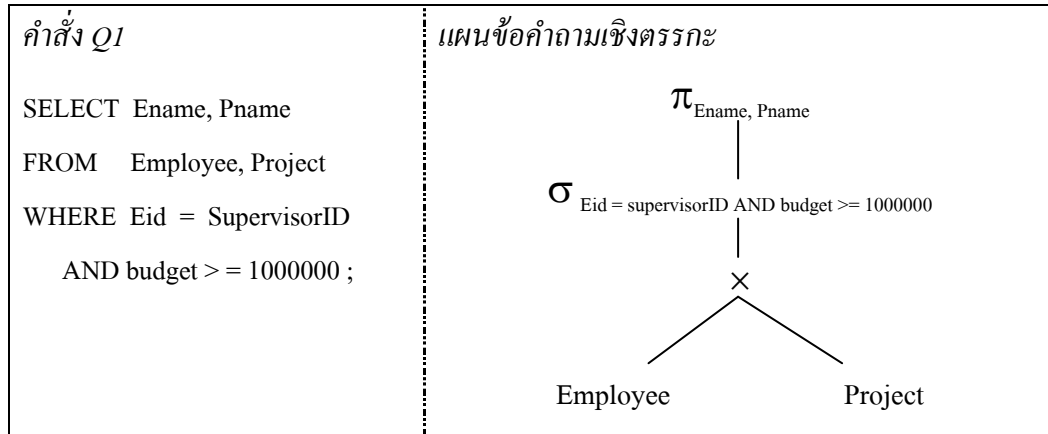 คำสั่ง Q1
SELECT Ename, Pname
FROM Employee, Project
WHERE Eid = SupervisorID
AND budget > = 1000000 ;
แผนข้อคำถามเชิงตรรกะ
π Ename, Pname
σ Eid = supervisorID AND budget >= 1000000
×
Employee Project